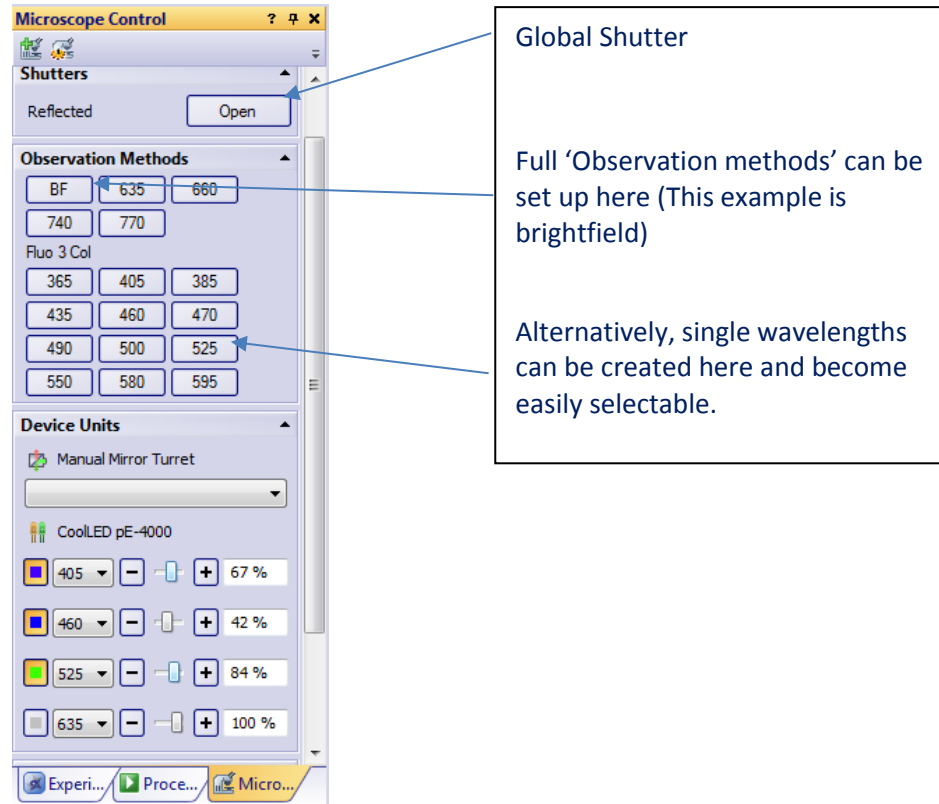 Microscope Control ?
Shutters
Reflected Open
Observation Methods
BF 635 660
740 770
Fluo 3 Col
365 405 385
435 460 470
490 500 525
550 580 595
Device Units
Manual Mirror Turret
CoolLED pE-4000
405 − + 67 %
460 − + 42 %
525 − + 84 %
635 − + 100 %
Experi... Proce... Micro...
Global Shutter
Full ‘Observation methods’ can be
set up here (This example is
brightfield)
Alternatively, single wavelengths
can be created here and become
easily selectable.